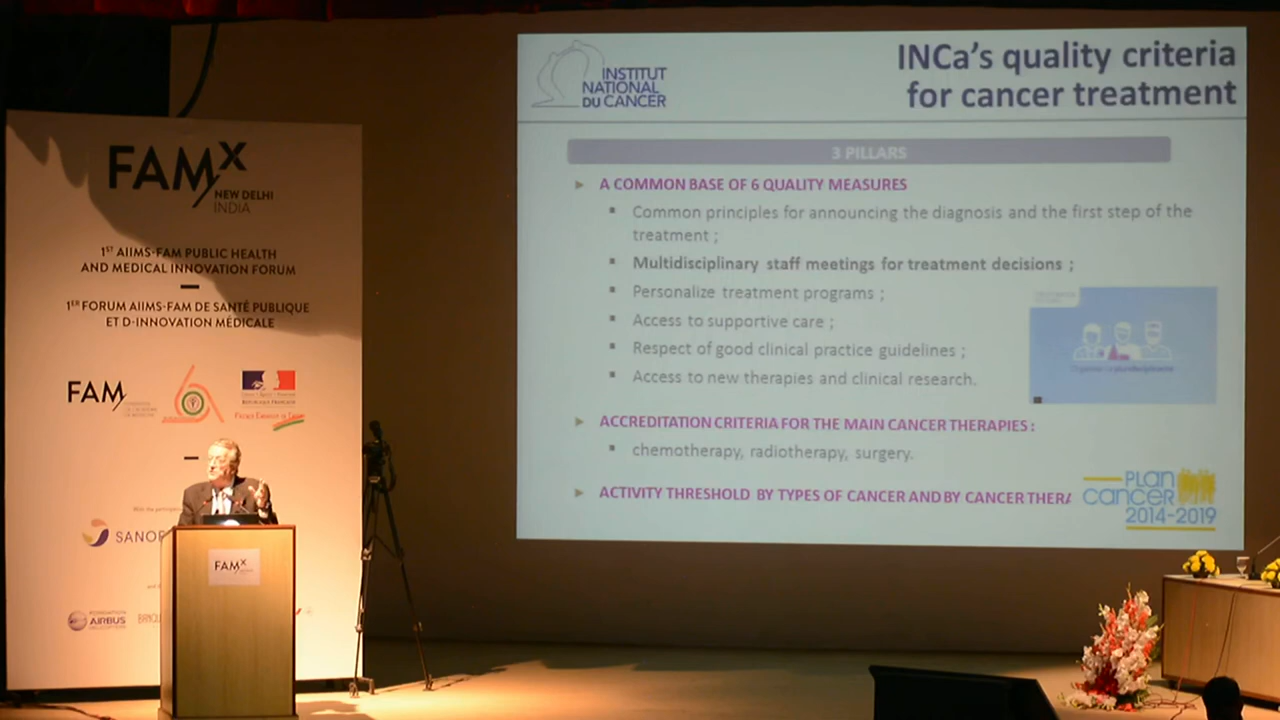 FAMx
NEW DELHI
INDIA
1ST AIIMS-FAM PUBLIC HEALTH
AND MEDICAL INNOVATION FORUM
1ER FORUM AIIMS-FAM DE SANTÉ PUBLIQUE
ET D-INNOVATION MÉDICALE
FAM
RÉPUBLIQUE FRANÇAISE
SANOF
FONDATION
AIRBUS
FAMx
INSTITUT
NATIONAL
DU CANCER
INCa's quality criteria
for cancer treatment
3 PILLARS
A COMMON BASE OF 6 QUALITY MEASURES
Common principles for announcing the diagnosis and the first step of the
treatment ;
Multidisciplinary staff meetings for treatment decisions ;
Personalize treatment programs ;
Access to supportive care ;
Respect of good clinical practice guidelines ;
Access to new therapies and clinical research.
ACCREDITATION CRITERIA FOR THE MAIN CANCER THERAPIES :
chemotherapy, radiotherapy, surgery.
ACTIVITY THRESHOLD BY TYPES OF CANCER AND BY CANCER THERA
PLAN
CANCER
2014-2019